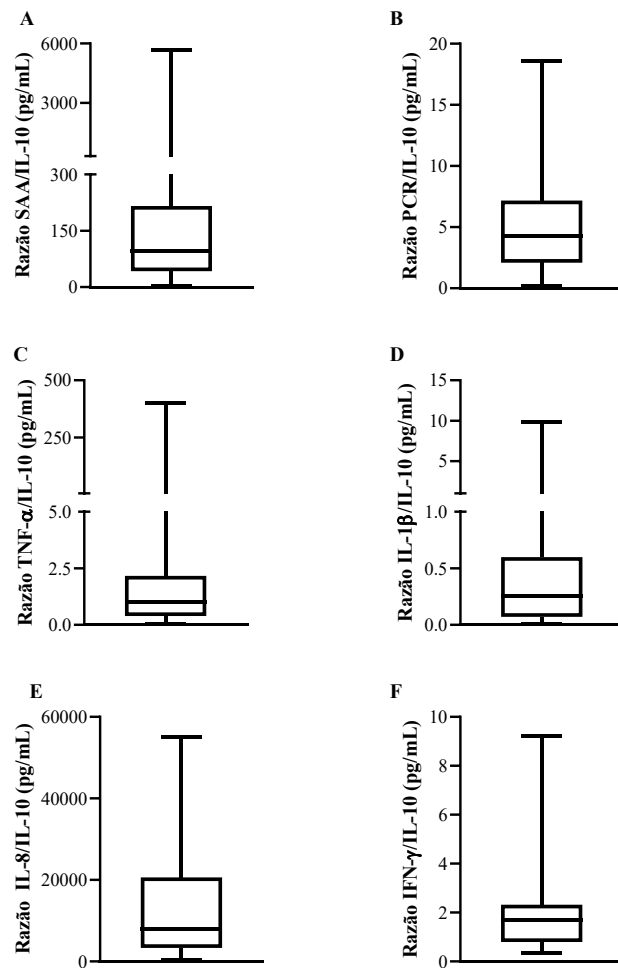 A
Razão SAA/IL-10 (pg/mL)
6000
3000
300
150
0
B
Razão PCR/IL-10 (pg/mL)
20
15
10
5
0
C
Razão TNF-α/IL-10 (pg/mL)
500
250
5.0
2.5
0.0
D
Razão IL-1β/IL-10 (pg/mL)
15
10
5
1.0
0.5
0.0
E
Razão IL-8/IL-10 (pg/mL)
60000
40000
20000
0
F
Razão IFN-γ/IL-10 (pg/mL)
10
8
6
4
2
0